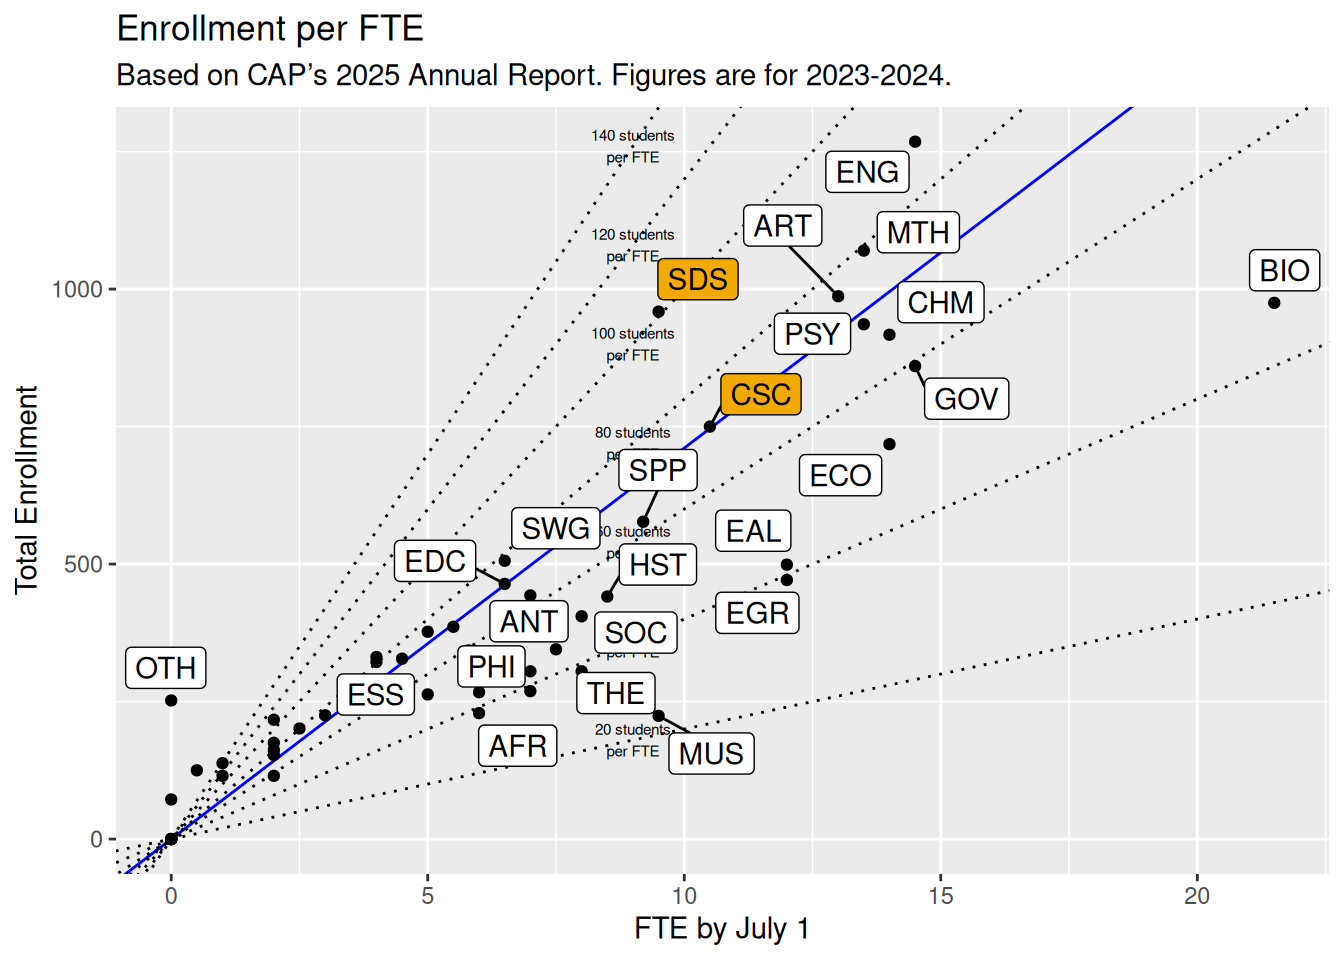 Enrollment per FTE
Based on CAP’s 2025 Annual Report. Figures are for 2023-2024.
140 students
per FTE
ENG
ART
MTH
120 students
per FTE
SDS
BIO
1000
CHM
PSY
100 students
per FTE
CSC
GOV
80 students
SPP
ECO
SWG
students
EAL
EDC
HST
500
ANT
EGR
SOC
per FTE
PHI
OTH
ESS
THE
20 students
per FTE
AFR
MUS
0
0
5
10
15
20
FTE by July 1
Total Enrollment